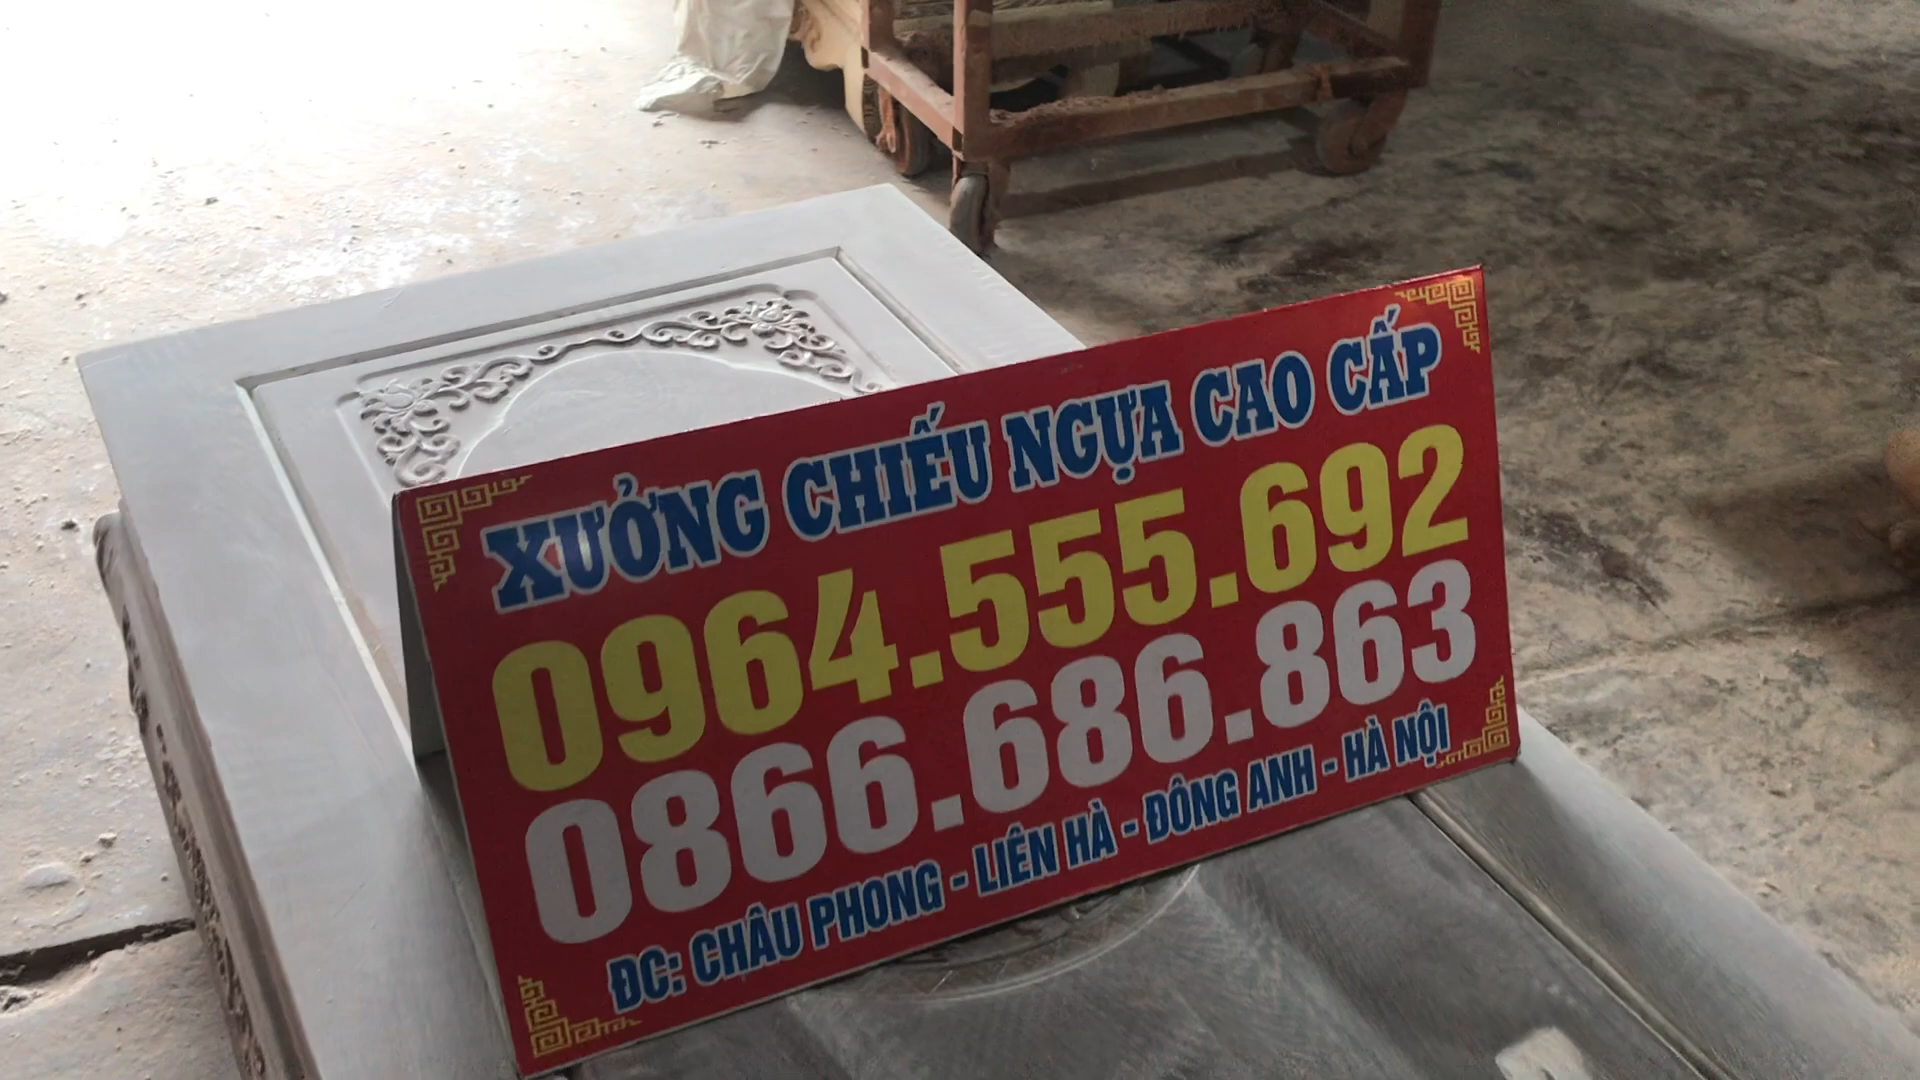 XƯỞNG CHIẾU NGỰA CAO CẤP
0964.555.692
0866.686.863
ĐC: CHÂU PHONG - LIÊN HÀ - ĐÔNG ANH - HÀ NỘI